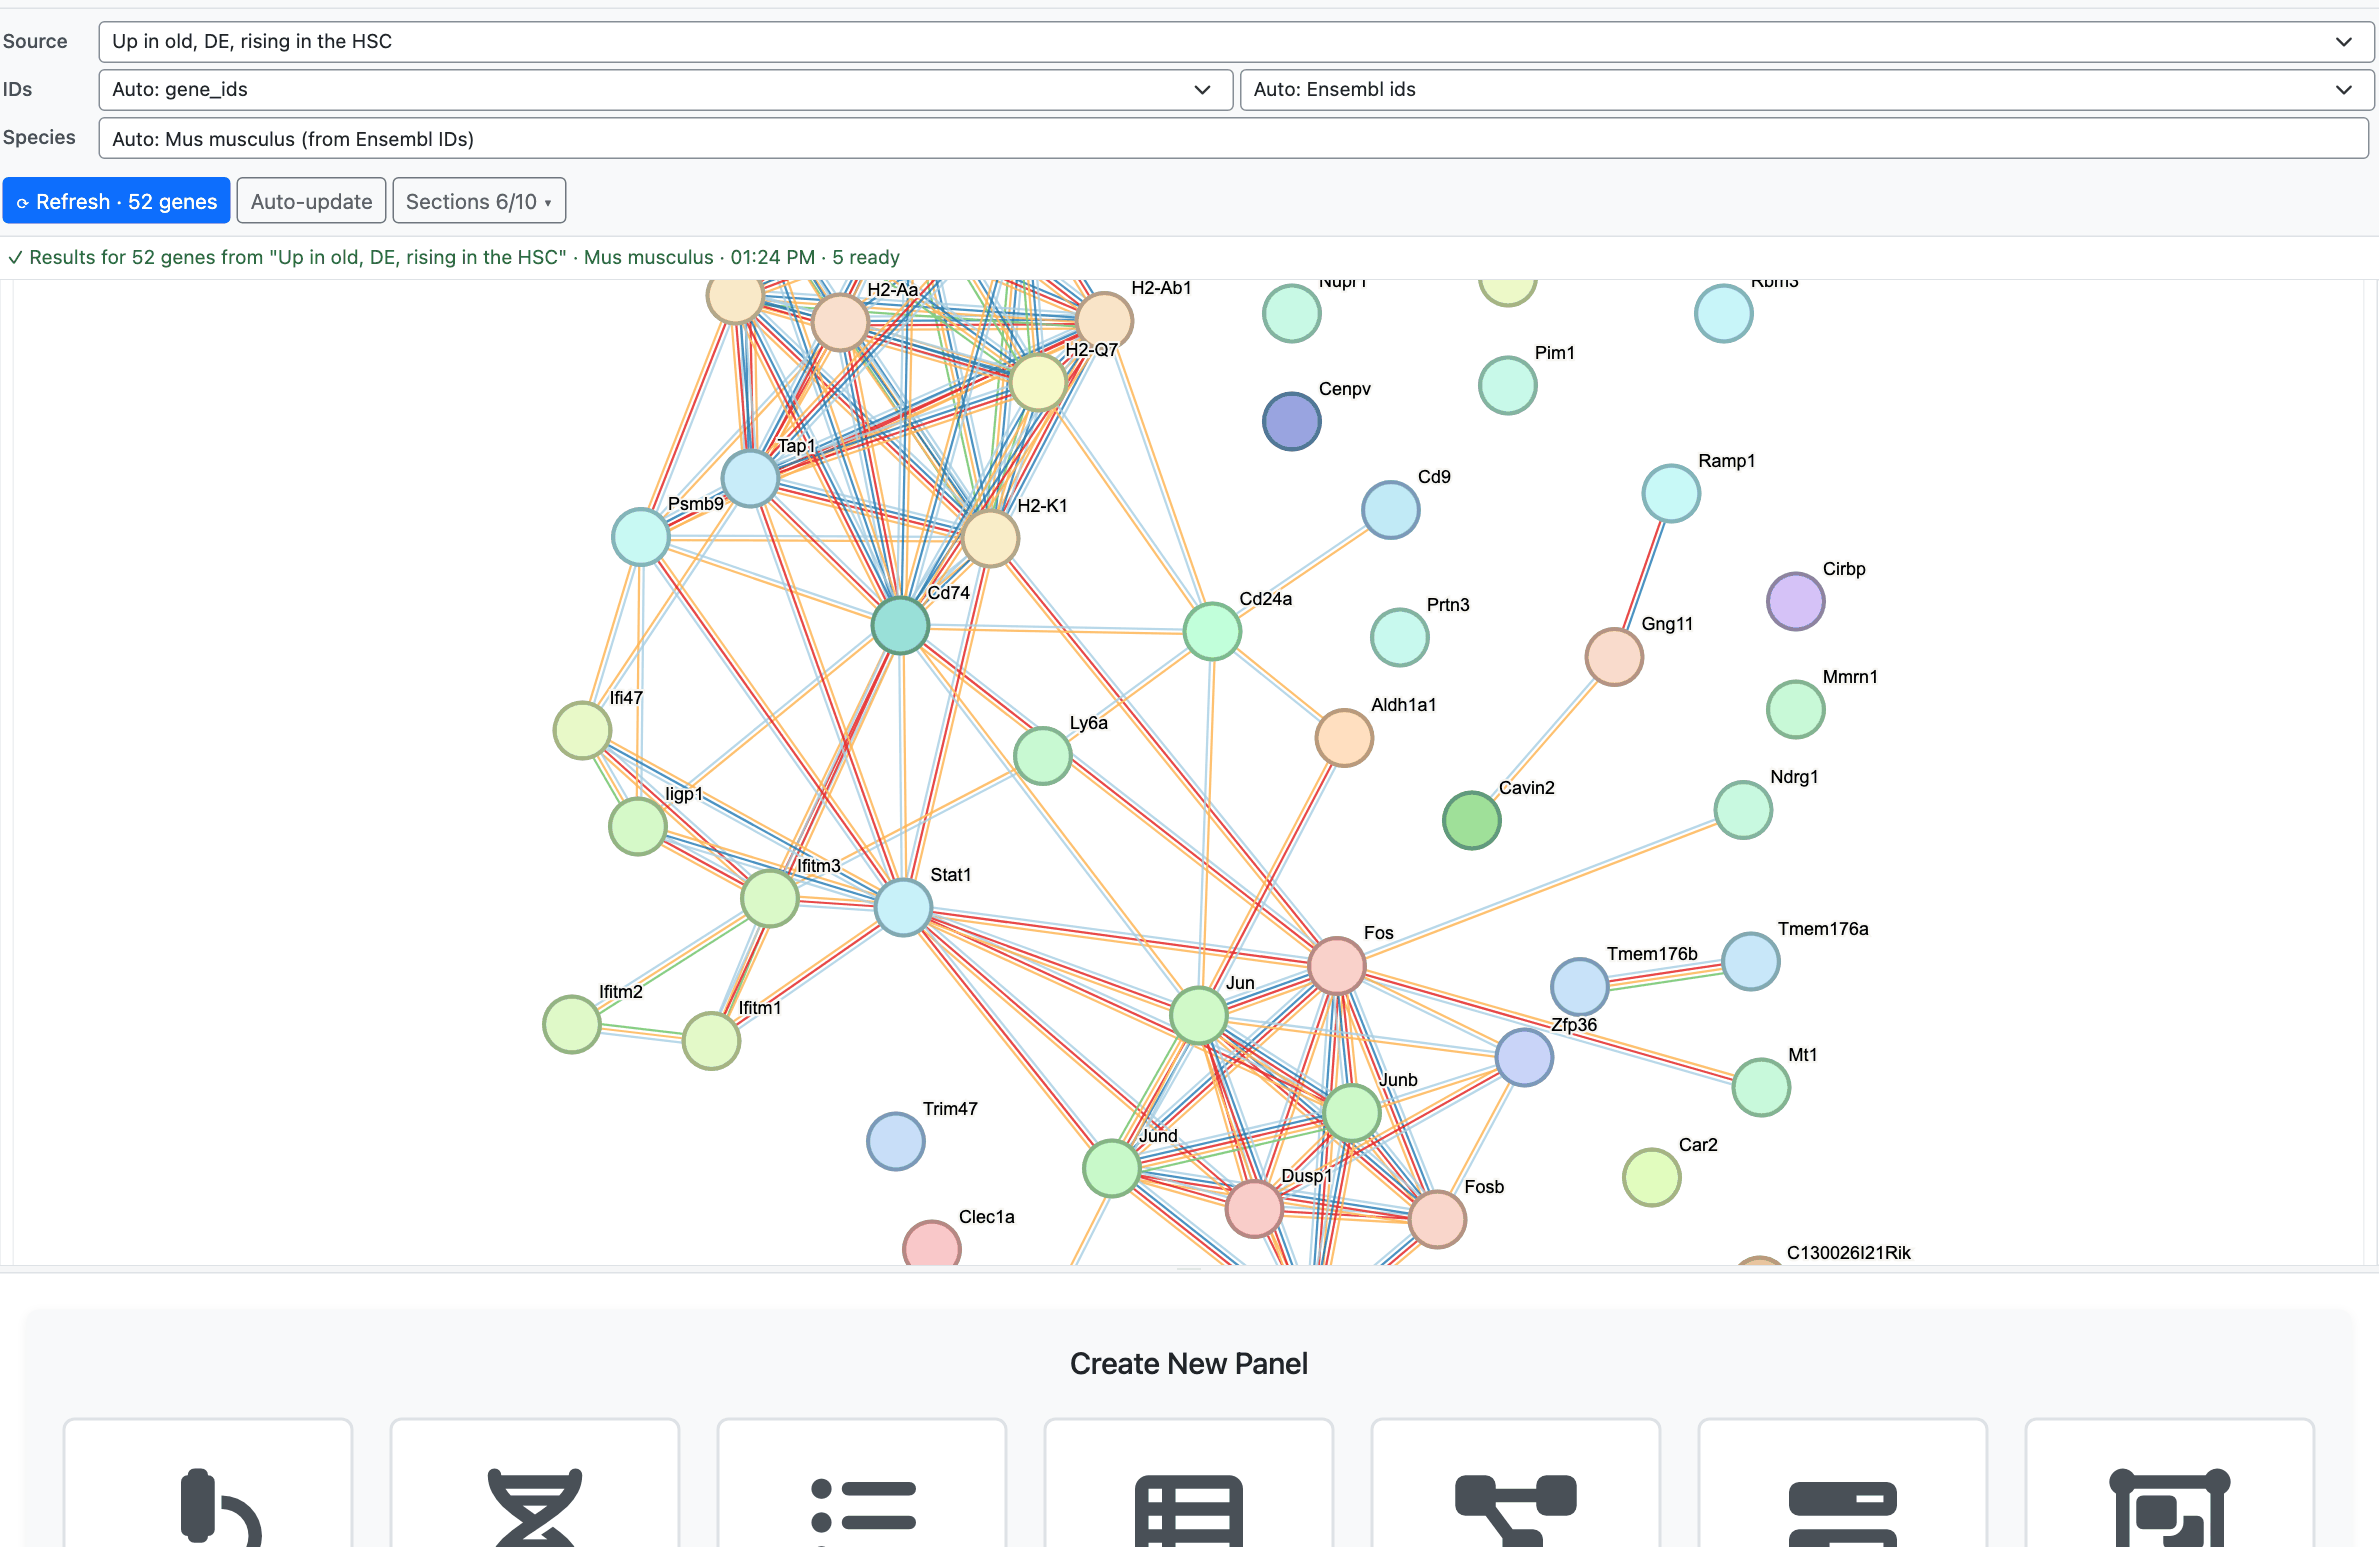 Source
Up in old, DE, rising in the HSC
IDs
Auto: gene_ids
Auto: Ensembl ids
Species
Auto: Mus musculus (from Ensembl IDs)
⟳ Refresh · 52 genes
Auto-update
Sections 6/10 ▾
✓ Results for 52 genes from "Up in old, DE, rising in the HSC" · Mus musculus · 01:24 PM · 5 ready
Nupr1
Rbm3
H2-Aa
H2-Ab1
H2-Q7
Pim1
Cenpv
Tap1
Ramp1
Cd9
Psmb9
H2-K1
Cirbp
Cd74
Cd24a
Prtn3
Gng11
Mmrn1
Ifi47
Aldh1a1
Ly6a
Ndrg1
Cavin2
Iigp1
Ifitm3
Stat1
Fos
Tmem176a
Tmem176b
Jun
Ifitm2
Ifitm1
Zfp36
Mt1
Junb
Trim47
Jund
Car2
Dusp1
Fosb
Clec1a
C130026I21Rik
Create New Panel